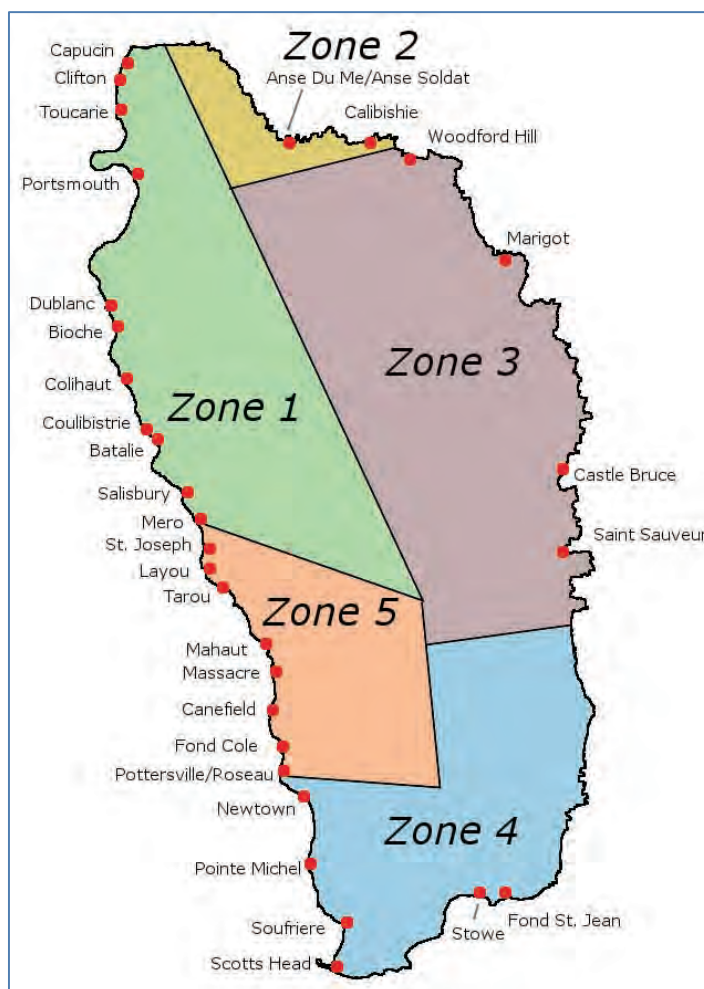 Zone 2
Capucin
Clifton
Anse Du Me/Anse Soldat
Toucarie
Calibishie
Woodford Hill
Portsmouth
Marigot
Dublanc
Bioche
Zone 3
Colihaut
Zone 1
Coulibistrie
Batalie
Castle Bruce
Salisbury
Mero
Saint Sauveur
St. Joseph
Layou
Tarou
Zone 5
Mahaut
Massacre
Canefield
Fond Cole
Pottersville/Roseau
Newtown
Zone 4
Pointe Michel
Soufriere
Fond St. Jean
Stowe
Scotts Head